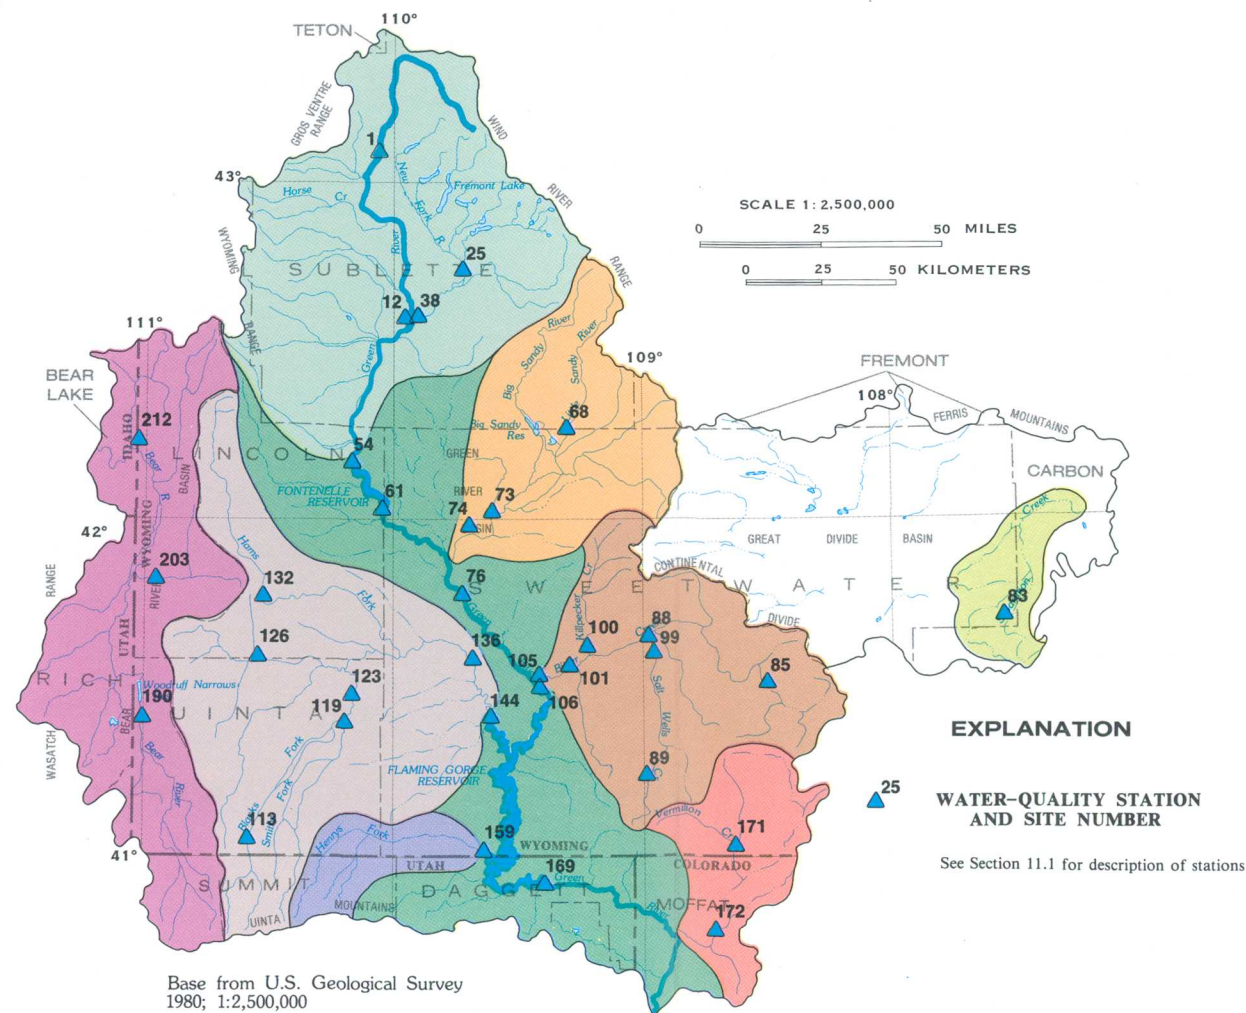 110°
TETON
GROS VENTRE
RANGE
WIND
1
43°
Horse
Cr
New
Fork
R
Fremont Lake
RIVER
SCALE 1:2,500,000
0 25 50 MILES
0 25 50 KILOMETERS
WYOMING
RANGE
River
SUBLETTE
25
RANGE
12
38
Green
111°
BEAR
LAKE
Big Sandy River
Sandy River
109°
FREMONT
108°
FERRIS
MOUNTAINS
212
IDAHO
WYOMING
Bear
R
LINCOLN
BASIN
54
Big Sandy
Res
68
GREEN
RIVER
CARBON
FONTENELLE
RESERVOIR
61
74
73
SIN
Creek
42°
GREAT DIVIDE BASIN
CONTINENTAL
DIVIDE
RANGE
203
RIVER
Hams
Fork
132
76
SWEETWATER
Green
Killpecker
Cr
83
UTAH
126
136
100
88
99
105
101
106
85
RICH
Woodruff Narrows
190
BEAR
UINTA
123
119
144
Salt
Wells
WASATCH
Bear
River
Fork
Fork
Blacks
Smiths
FLAMING GORGE
RESERVOIR
89
EXPLANATION
25
WATER-QUALITY STATION
AND SITE NUMBER
See Section 11.1 for description of stations
113
Henrys
Fork
159
WYOMING
UTAH
Vermillion
Cr
171
COLORADO
41°
SUMMIT
UINTA
MOUNTAINS
DAGGETT
169
Green
River
MOFFAT
172
Base from U.S. Geological Survey
1980; 1:2,500,000